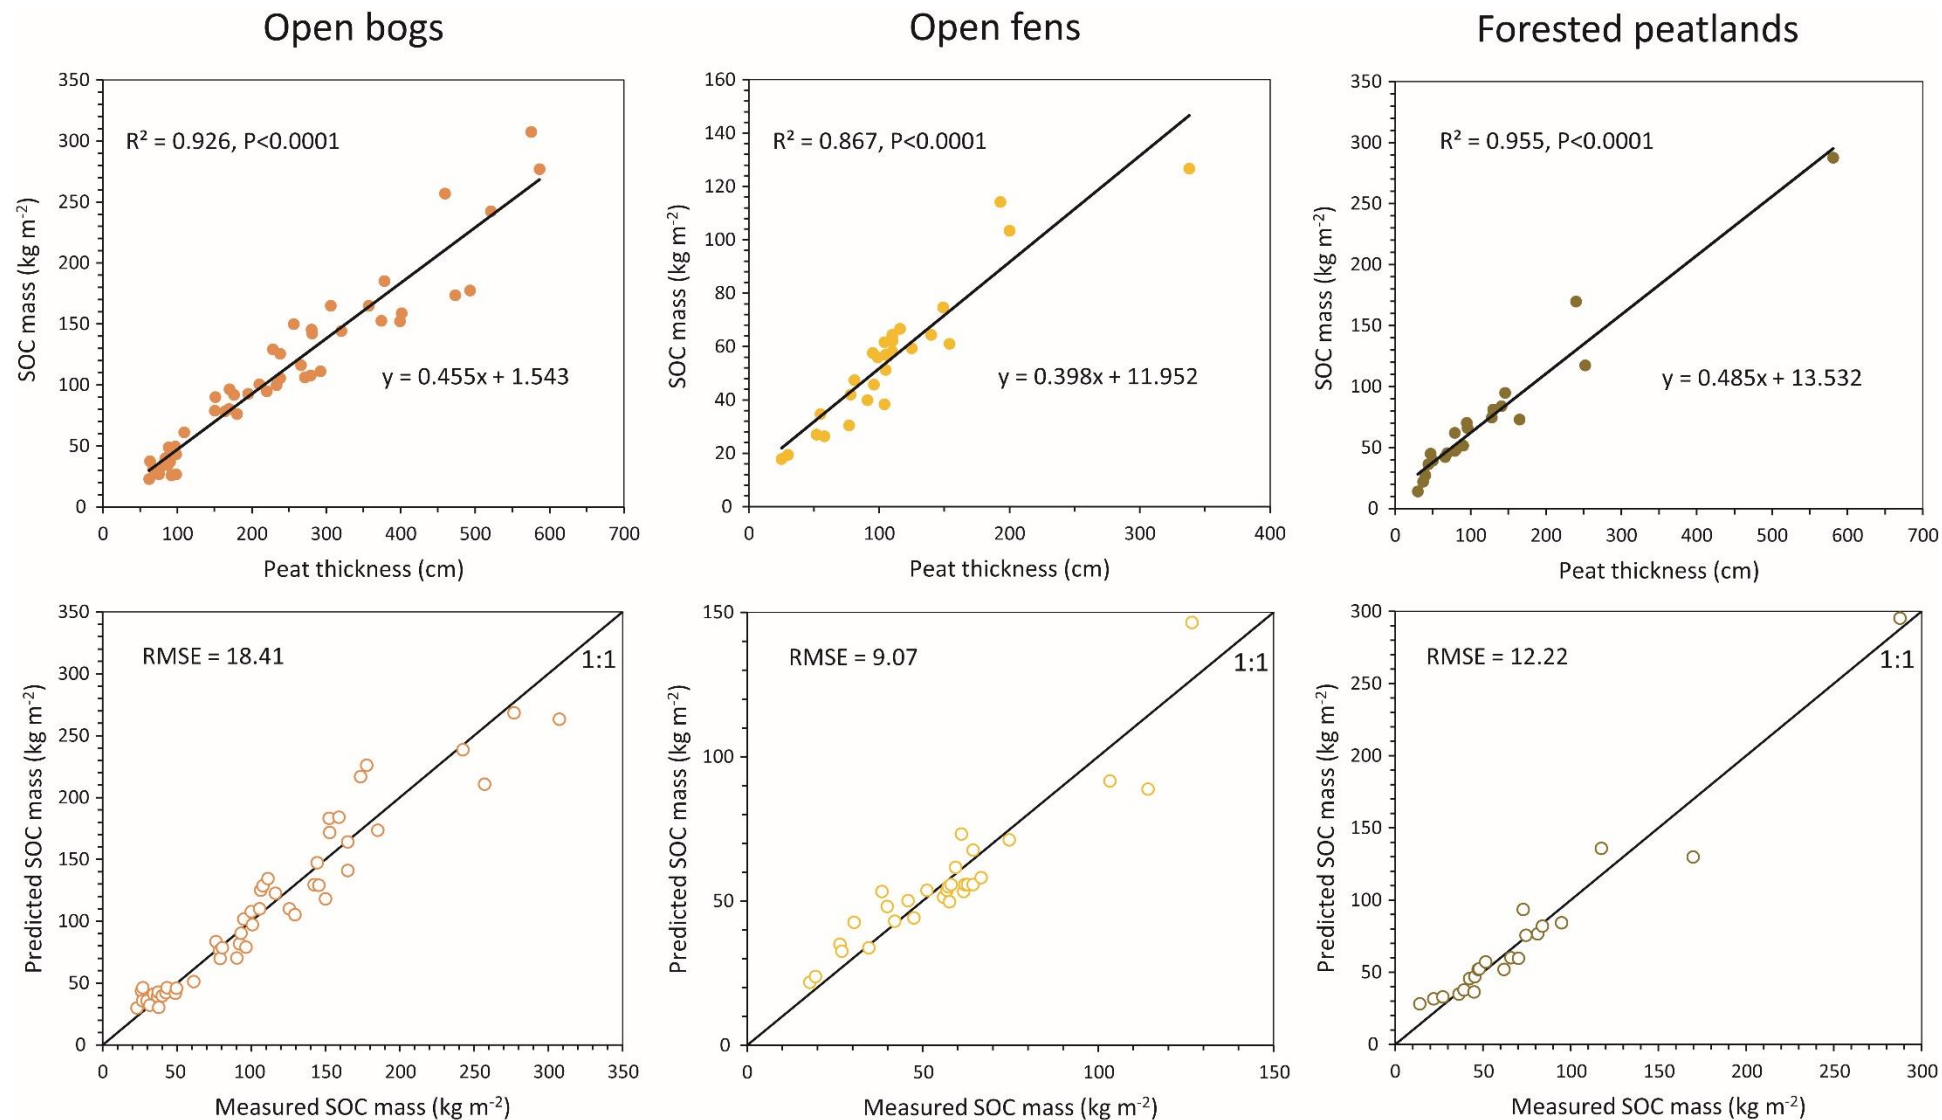 Open bogs
Open fens
Forested peatlands
350
300
250
200
150
100
50
0
SOC mass (kg m-2)
R² = 0.926, P<0.0001
y = 0.455x + 1.543
0 100 200 300 400 500 600 700
Peat thickness (cm)
160
140
120
100
80
60
40
20
0
SOC mass (kg m-2)
R² = 0.867, P<0.0001
y = 0.398x + 11.952
0 100 200 300 400
Peat thickness (cm)
350
300
250
200
150
100
50
0
SOC mass (kg m-2)
R² = 0.955, P<0.0001
y = 0.485x + 13.532
0 100 200 300 400 500 600 700
Peat thickness (cm)
350
300
250
200
150
100
50
0
Predicted SOC mass (kg m-2)
RMSE = 18.41
1:1
0 50 100 150 200 250 300 350
Measured SOC mass (kg m-2)
150
100
50
0
Predicted SOC mass (kg m-2)
RMSE = 9.07
1:1
0 50 100 150
Measured SOC mass (kg m-2)
300
250
200
150
100
50
0
Predicted SOC mass (kg m-2)
RMSE = 12.22
1:1
0 50 100 150 200 250 300
Measured SOC mass (kg m-2)